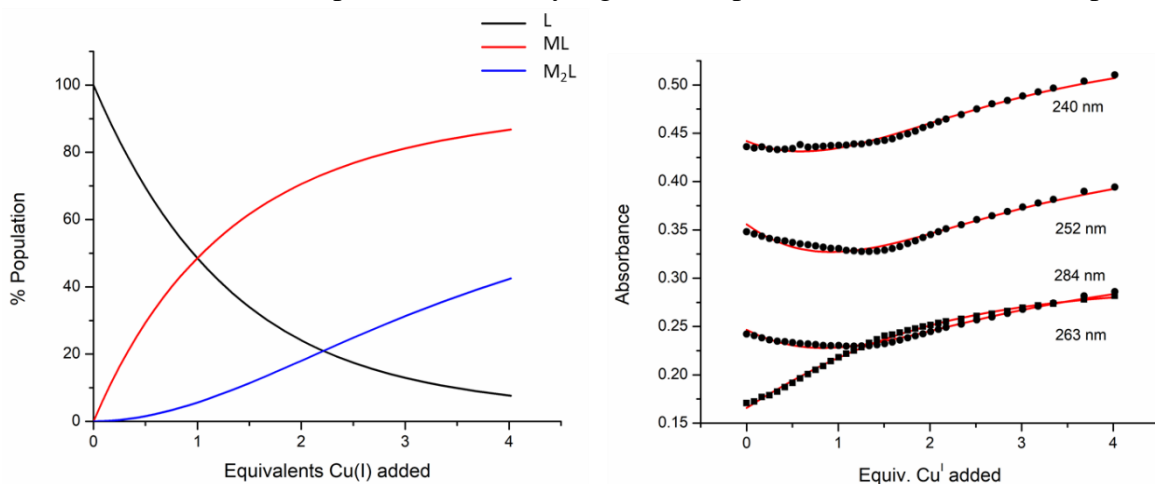 L
ML
M₂L
100
80
60
40
20
0
% Population
0 1 2 3 4
Equivalents Cu(I) added
0.50
0.45
0.40
0.35
0.30
0.25
0.20
0.15
Absorbance
240 nm
252 nm
284 nm
263 nm
0 1 2 3 4
Equiv. Cuᴵ added